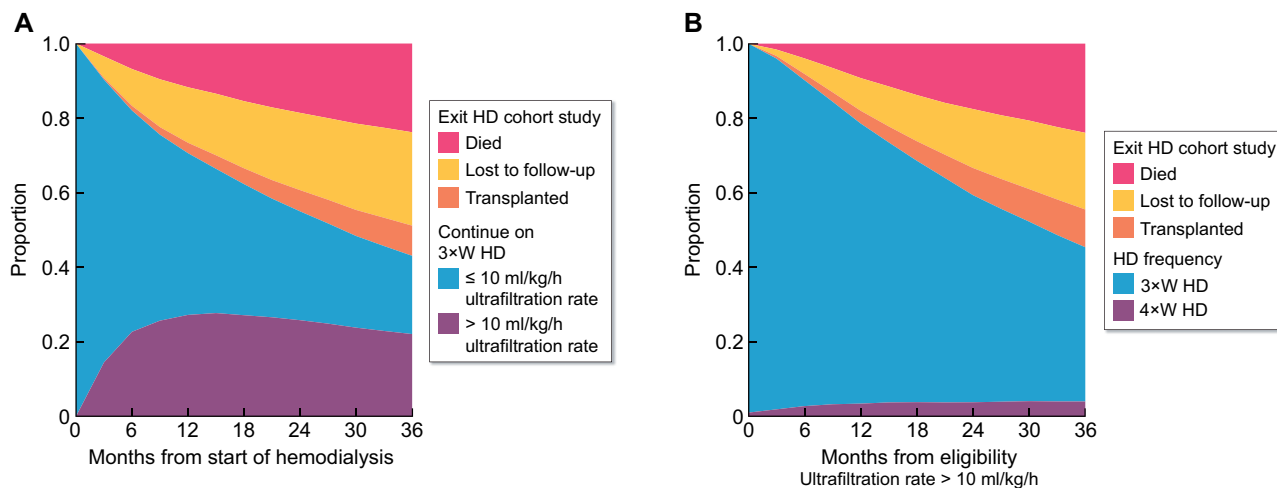 A
1.0
0.8
0.6
0.4
0.2
0
Proportion
0 6 12 18 24 30 36
Months from start of hemodialysis
Exit HD cohort study
Died
Lost to follow-up
Transplanted
Continue on
3×W HD
≤ 10 ml/kg/h
ultrafiltration rate
> 10 ml/kg/h
ultrafiltration rate
B
1.0
0.8
0.6
0.4
0.2
0
Proportion
0 6 12 18 24 30 36
Months from eligibility
Ultrafiltration rate > 10 ml/kg/h
Exit HD cohort study
Died
Lost to follow-up
Transplanted
HD frequency
3×W HD
4×W HD